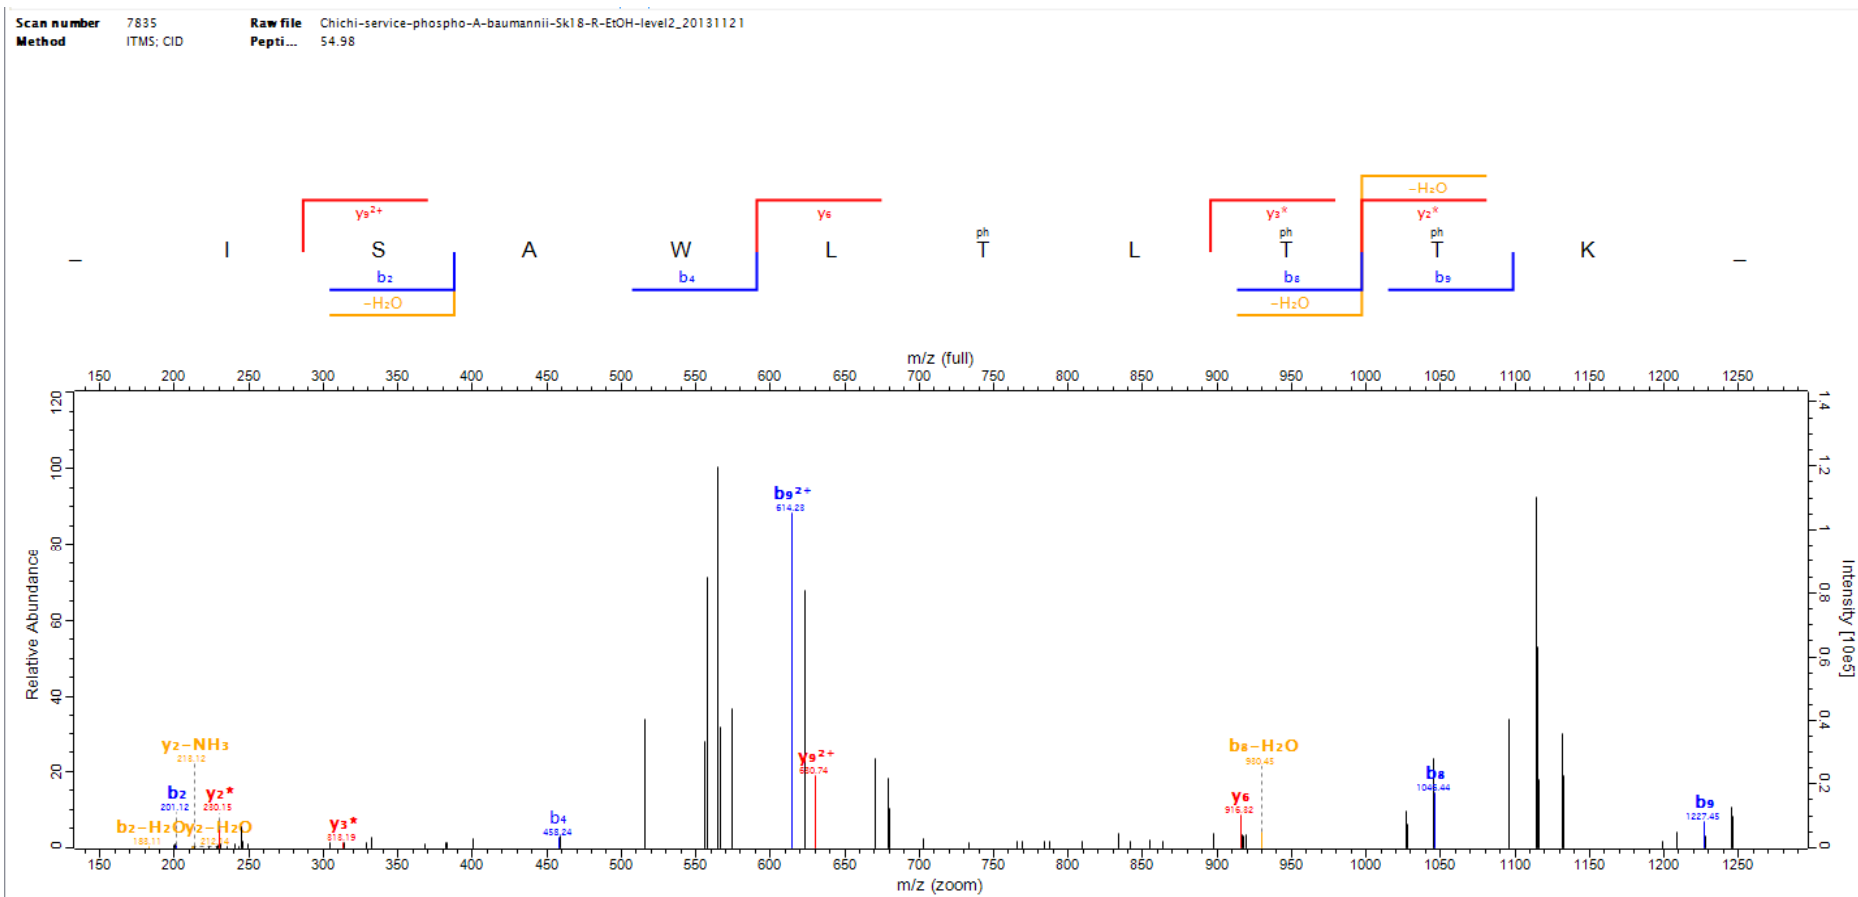 Scan number 7835 Raw file Chichi-service-phospho-A-baumannii-Sk18-R-EtOH-level2_20131121
Method ITMS; CID Pepti... 54.98
−H₂O
y₉²⁺ y₆ y₃* y₂*
ph ph ph
_ I S A W L T L T T K _
b₂ b₄ b₈ b₉
−H₂O −H₂O
m/z (full)
150 200 250 300 350 400 450 500 550 600 650 700 750 800 850 900 950 1000 1050 1100 1150 1200 1250
120 1.4
100 1.2
b₉²⁺
614.28
80 1
Relative Abundance
Intensity [10e5]
60 0.8
0.6
40 0.4
y₂−NH₃
213.12
y₉²⁺
630.74
b₈−H₂O
930.45
20 0.2
b₂
201.12
y₂*
230.15
y₆
916.32
b₈
b₉
1227.45
b₂−H₂O y₂−H₂O
y₃*
313.19
b₄
458.24
0 0
150 200 250 300 350 400 450 500 550 600 650 700 750 800 850 900 950 1000 1050 1100 1150 1200 1250
m/z (zoom)